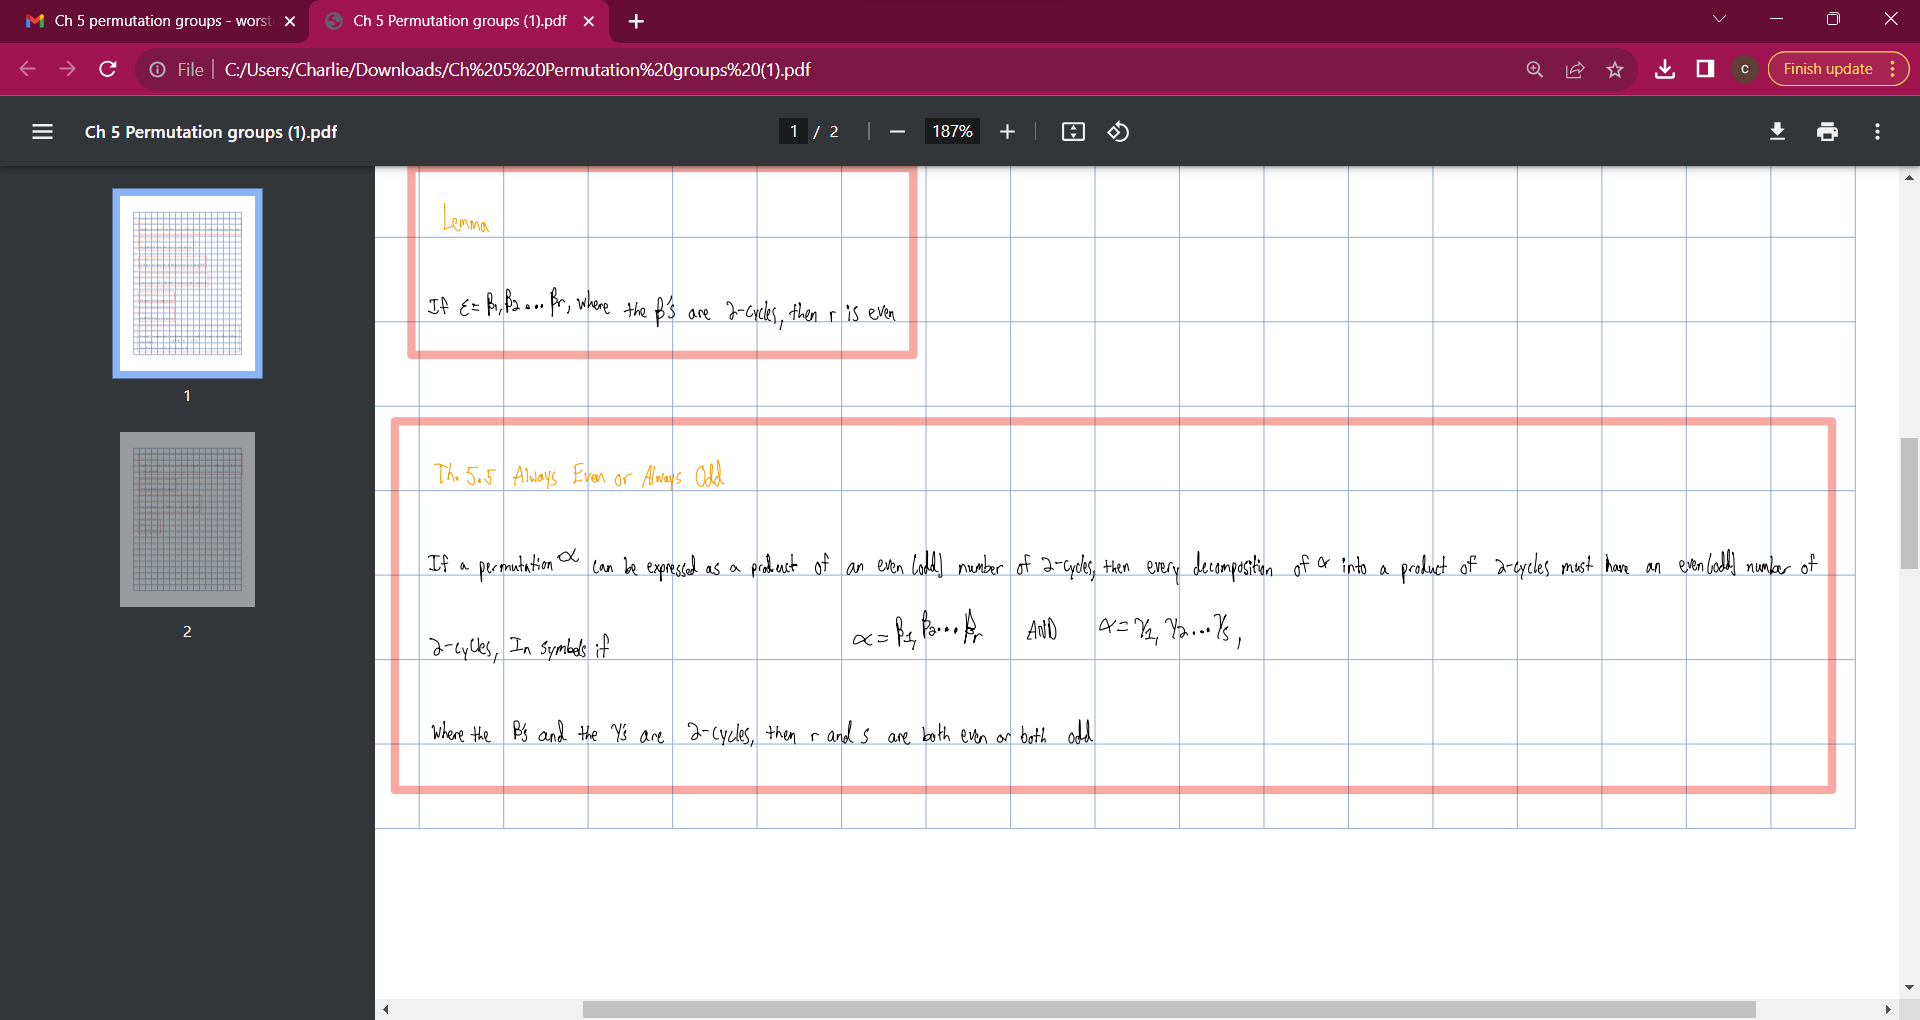 Ch 5 permutation groups - worst
Ch 5 Permutation groups (1).pdf
File
C:/Users/Charlie/Downloads/Ch%205%20Permutation%20groups%20(1).pdf
c
Finish update
Ch 5 Permutation groups (1).pdf
1 / 2
187%
1
2
Lemma
If ε = β1, β2 ... βr, where the β's are 2-cycles, then r is even
Th. 5.5 Always Even or Always Odd
If a permutation α can be expressed as a product of an even (odd) number of 2-cycles, then every decomposition of α into a product of 2-cycles must have an even (odd) number of
2-cycles, In symbols if α = β1, β2 ... βr AND α = γ1, γ2 ... γs,
Where the β's and the γ's are 2-cycles, then r and s are both even or both odd